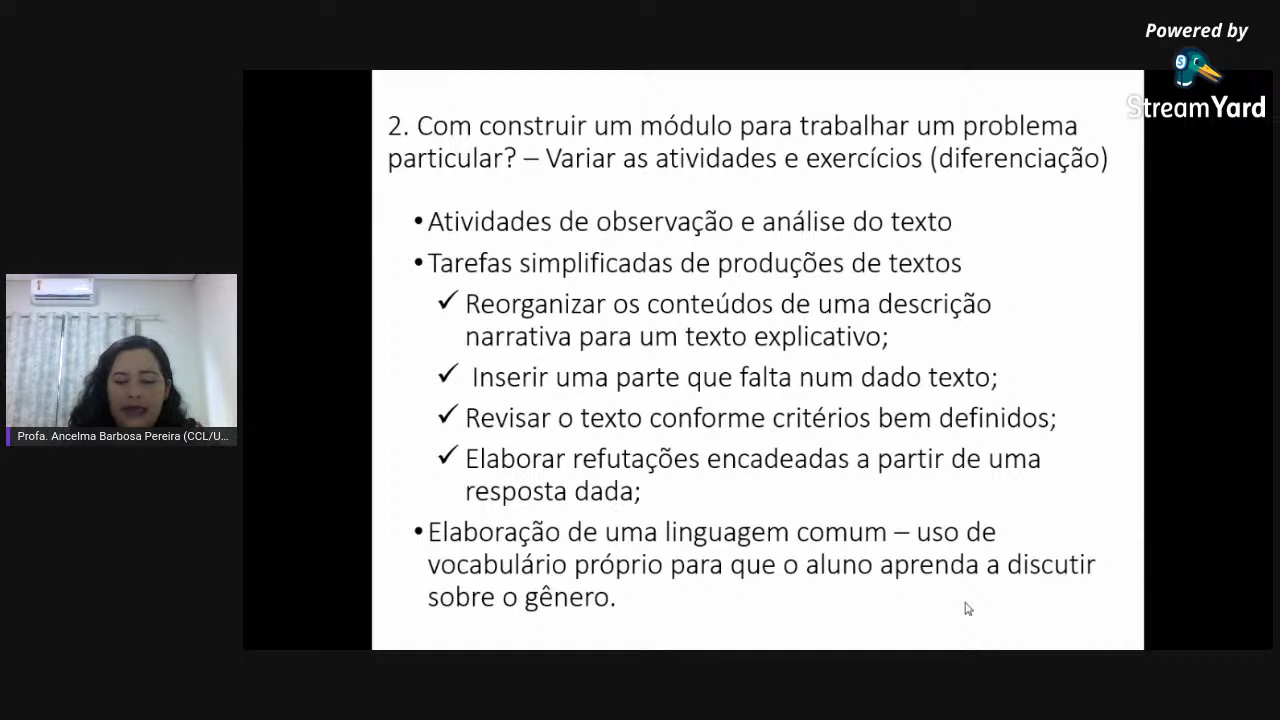 Powered by
StreamYard
2. Com construir um módulo para trabalhar um problema
particular? – Variar as atividades e exercícios (diferenciação)
•Atividades de observação e análise do texto
•Tarefas simplificadas de produções de textos
✓ Reorganizar os conteúdos de uma descrição
narrativa para um texto explicativo;
✓ Inserir uma parte que falta num dado texto;
✓ Revisar o texto conforme critérios bem definidos;
✓ Elaborar refutações encadeadas a partir de uma
resposta dada;
•Elaboração de uma linguagem comum – uso de
vocabulário próprio para que o aluno aprenda a discutir
sobre o gênero.
Profa. Ancelma Barbosa Pereira (CCL/U...